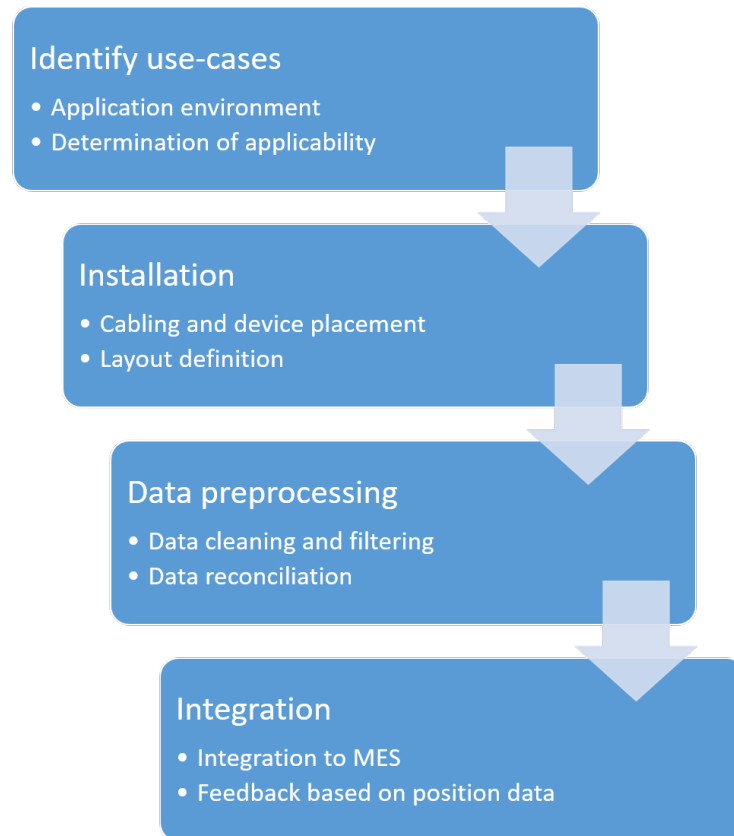 Identify use-cases
• Application environment
• Determination of applicability
Installation
• Cabling and device placement
• Layout definition
Data preprocessing
• Data cleaning and filtering
• Data reconciliation
Integration
• Integration to MES
• Feedback based on position data